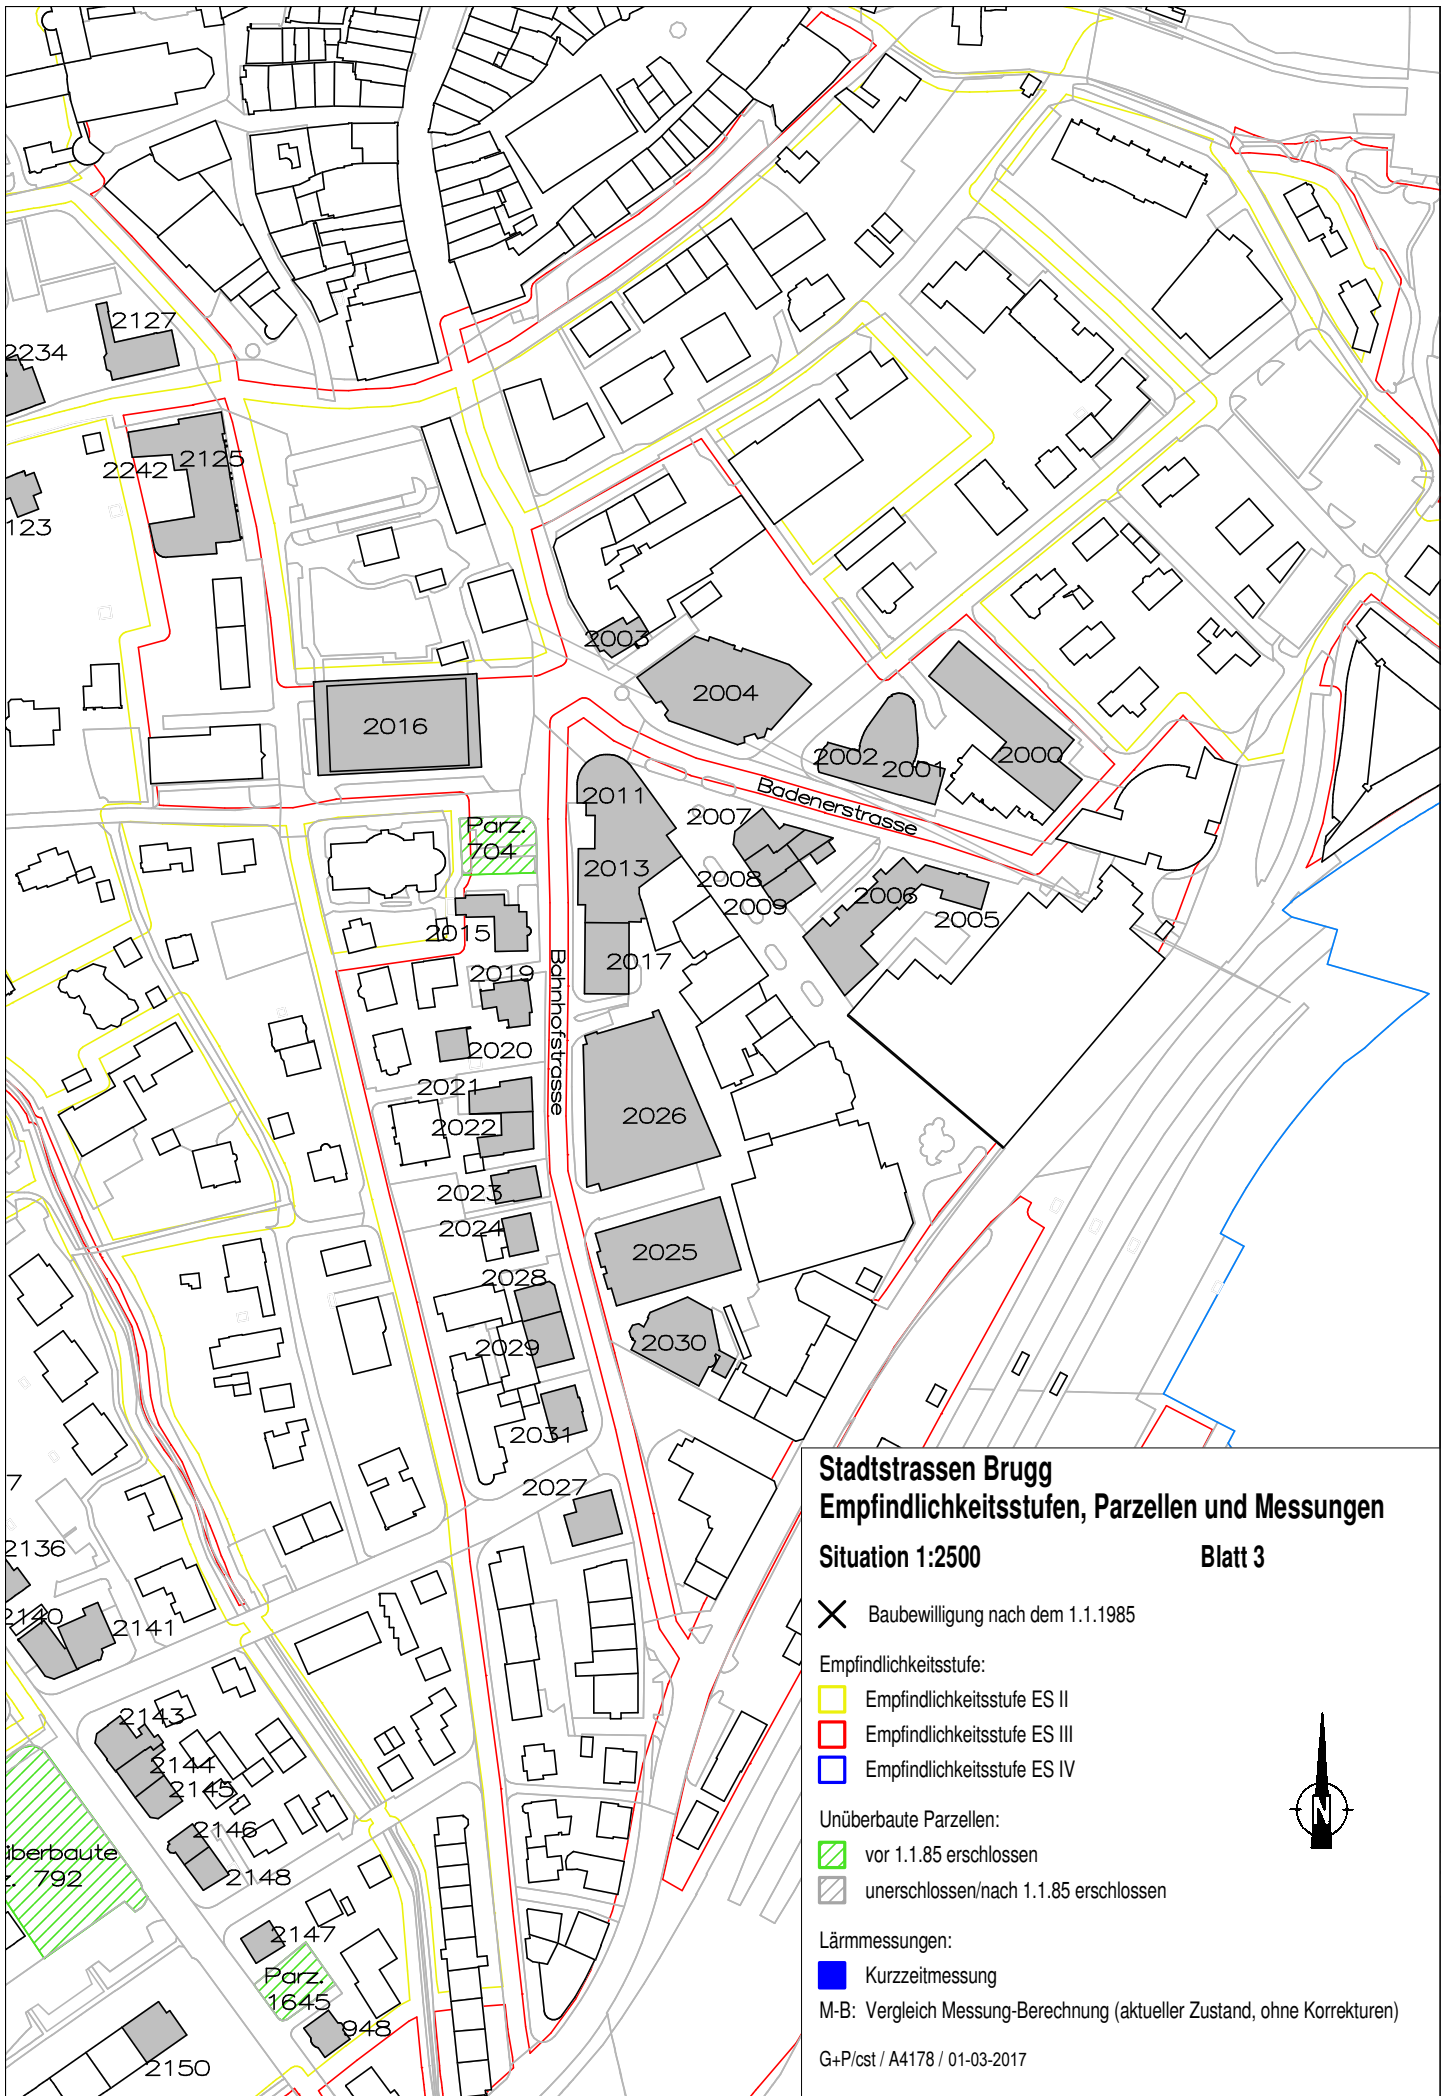 2127
2234
2242
2125
123
2003
2004
2016
2002
2001
2000
Badenerstrasse
2011
2007
Parz.
704
2013
2008
2009
2006
2005
2015
2017
2019
Bahnhofstrasse
2020
2021
2022
2026
2023
2024
2025
2028
2029
2030
2031
2027
7
2136
2140
2141
2143
2144
2145
2146
2148
überbaute
z. 792
2147
Parz.
1645
948
2150
Stadtstrassen Brugg
Empfindlichkeitsstufen, Parzellen und Messungen
Situation 1:2500 Blatt 3
Baubewilligung nach dem 1.1.1985
Empfindlichkeitsstufe:
Empfindlichkeitsstufe ES II
Empfindlichkeitsstufe ES III
Empfindlichkeitsstufe ES IV
Unüberbaute Parzellen:
vor 1.1.85 erschlossen
unerschlossen/nach 1.1.85 erschlossen
Lärmmessungen:
Kurzzeitmessung
M-B: Vergleich Messung-Berechnung (aktueller Zustand, ohne Korrekturen)
G+P/cst / A4178 / 01-03-2017
N